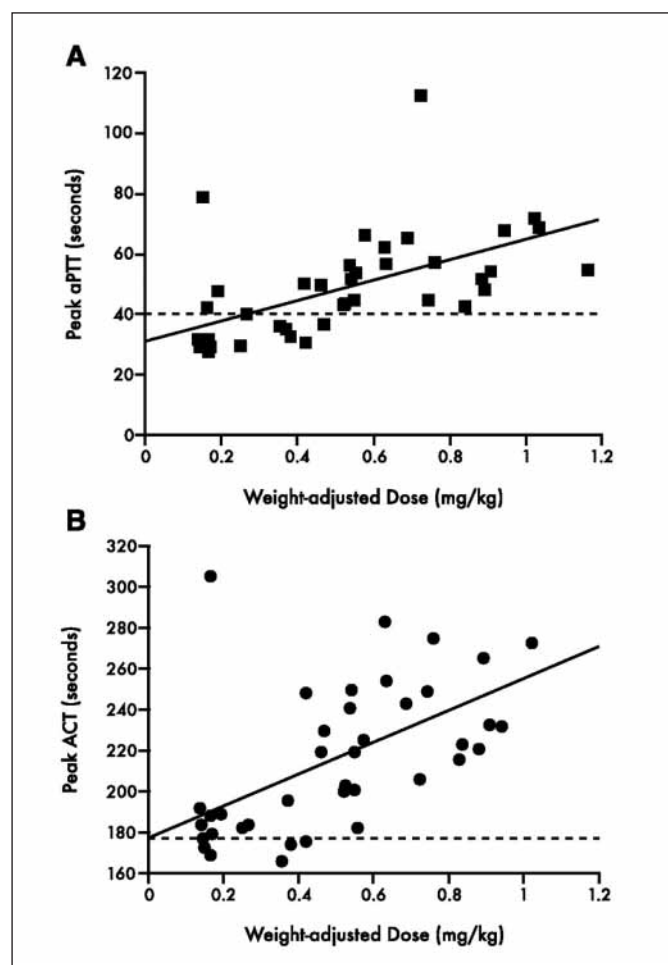 A
120
100
80
60
40
20
0
Peak aPTT (seconds)
0 0.2 0.4 0.6 0.8 1 1.2
Weight-adjusted Dose (mg/kg)
B
320
300
280
260
240
220
200
180
160
Peak ACT (seconds)
0 0.2 0.4 0.6 0.8 1 1.2
Weight-adjusted Dose (mg/kg)